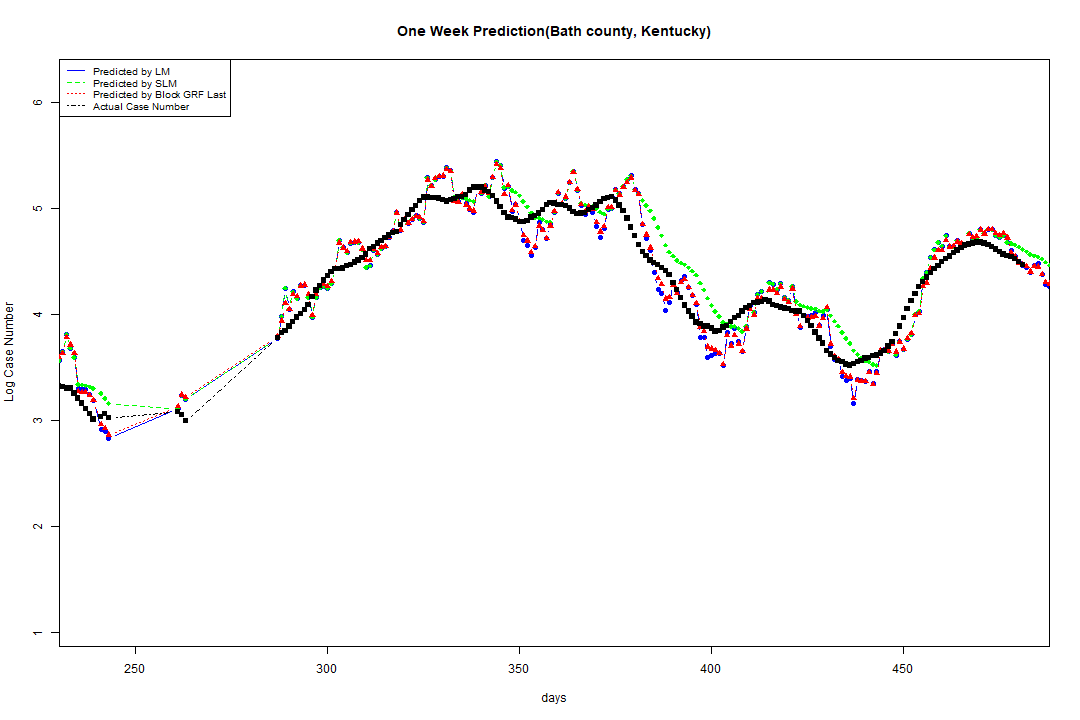 One Week Prediction(Bath county, Kentucky)
Predicted by LM
Predicted by SLM
Predicted by Block GRF Last
Actual Case Number
6
5
4
3
2
1
Log Case Number
250 300 350 400 450
days